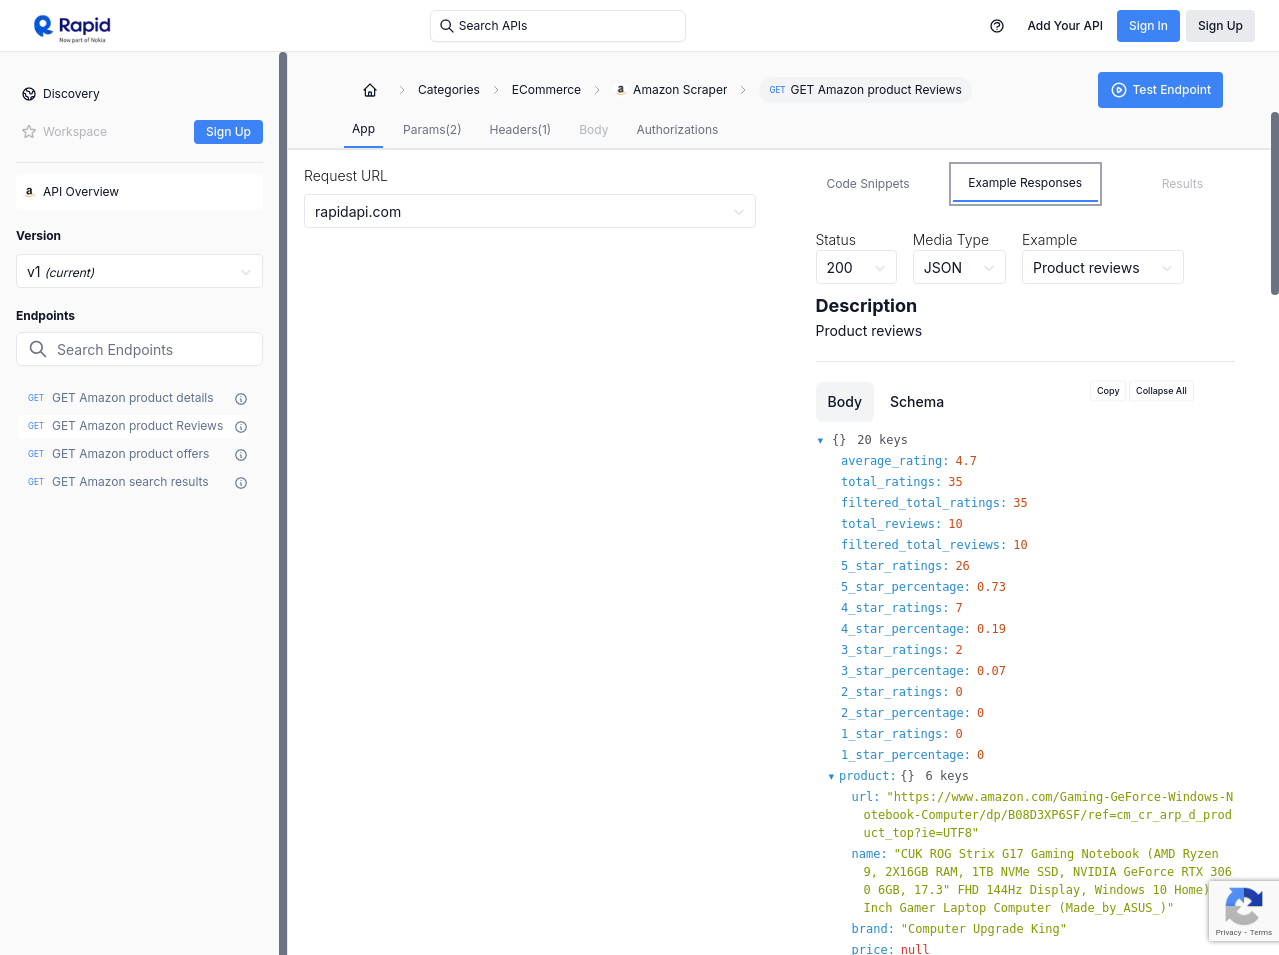 Rapid
Now part of Nokia
Search APIs
Add Your API
Sign In
Sign Up
Discovery
Workspace
Sign Up
API Overview
Version
v1 (current)
Endpoints
Search Endpoints
GET GET Amazon product details
GET GET Amazon product Reviews
GET GET Amazon product offers
GET GET Amazon search results
Categories
ECommerce
Amazon Scraper
GET GET Amazon product Reviews
Test Endpoint
App
Params(2)
Headers(1)
Body
Authorizations
Request URL
rapidapi.com
Code Snippets
Example Responses
Results
Status
Media Type
Example
200
JSON
Product reviews
Description
Product reviews
Body
Schema
Copy
Collapse All
{} 20 keys
average_rating: 4.7
total_ratings: 35
filtered_total_ratings: 35
total_reviews: 10
filtered_total_reviews: 10
5_star_ratings: 26
5_star_percentage: 0.73
4_star_ratings: 7
4_star_percentage: 0.19
3_star_ratings: 2
3_star_percentage: 0.07
2_star_ratings: 0
2_star_percentage: 0
1_star_ratings: 0
1_star_percentage: 0
product: {} 6 keys
url: "https://www.amazon.com/Gaming-GeForce-Windows-N
otebook-Computer/dp/B08D3XP6SF/ref=cm_cr_arp_d_prod
uct_top?ie=UTF8"
name: "CUK ROG Strix G17 Gaming Notebook (AMD Ryzen
9, 2X16GB RAM, 1TB NVMe SSD, NVIDIA GeForce RTX 306
0 6GB, 17.3" FHD 144Hz Display, Windows 10 Home)
Inch Gamer Laptop Computer (Made_by_ASUS_)"
brand: "Computer Upgrade King"
price: null
Privacy - Terms